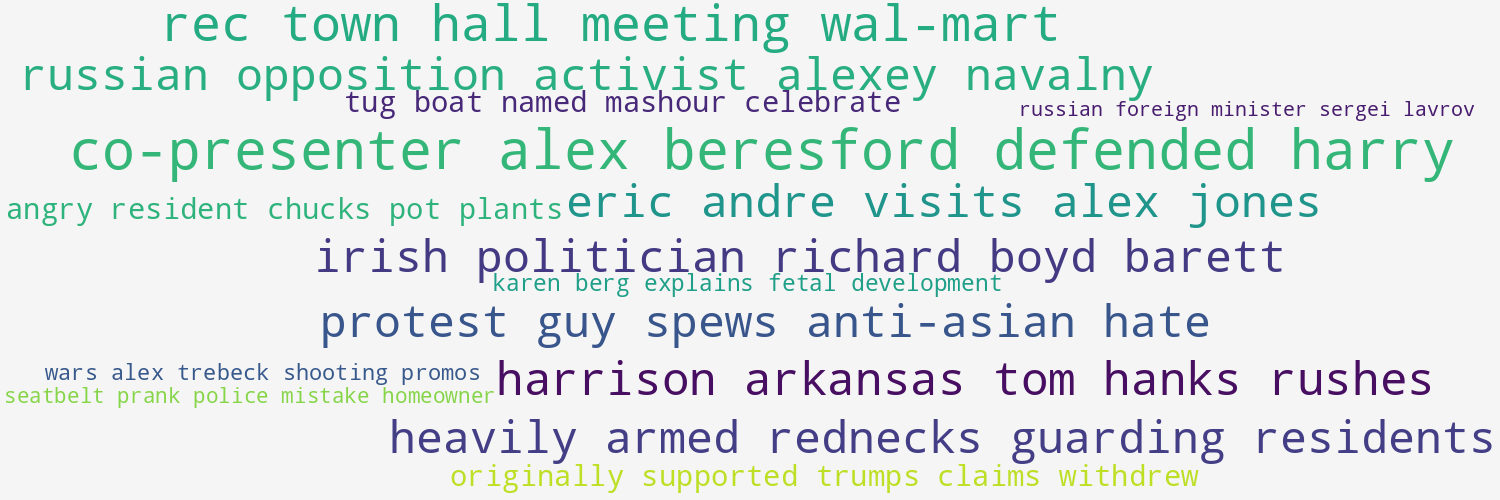 rec town hall meeting wal-mart
russian opposition activist alexey navalny
tug boat named mashour celebrate
russian foreign minister sergei lavrov
co-presenter alex beresford defended harry
angry resident chucks pot plants
eric andre visits alex jones
irish politician richard boyd barett
karen berg explains fetal development
protest guy spews anti-asian hate
wars alex trebeck shooting promos
harrison arkansas tom hanks rushes
seatbelt prank police mistake homeowner
heavily armed rednecks guarding residents
originally supported trumps claims withdrew